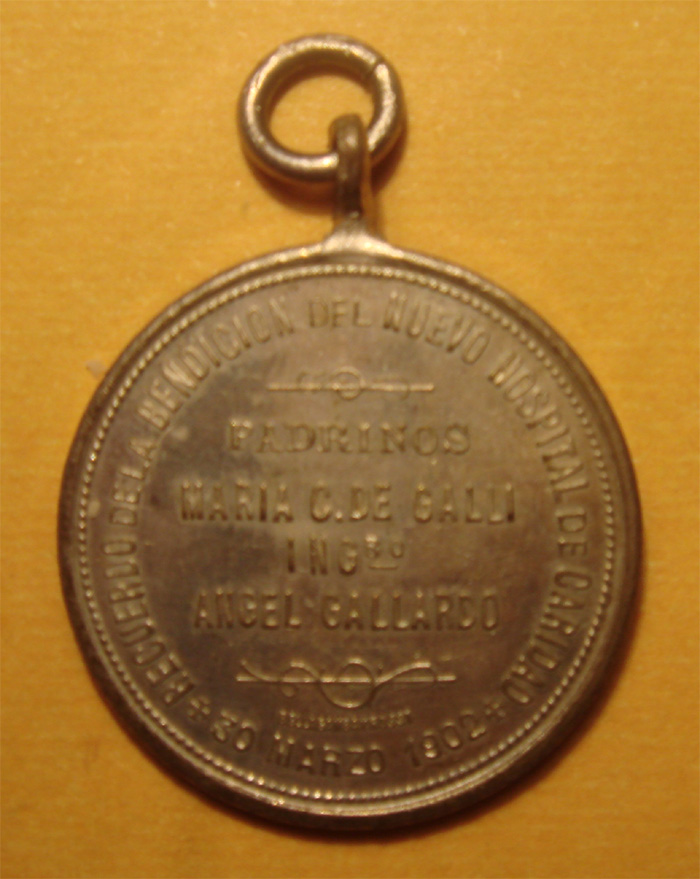 RECUERDO DE LA BENDICION DEL NUEVO HOSPITAL DE CARIDAD
PADRINOS
MARIA C. DE GALLI
INGRO
ANGEL GALLARDO
+ 30 MARZO 1902 +